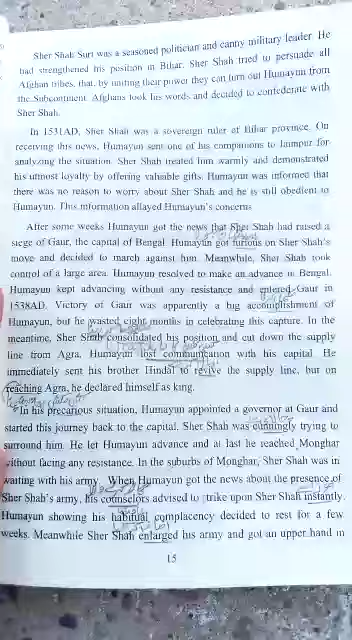 Sher Shah Suri was a seasoned politician and canny military leader. He
had strengthened his position in Bihar. Sher Shah tried to persuade all
Afghan tribes, that, by uniting their power they can turn out Humayun from
the Subcontinent. Afghans took his words and decided to confederate with
Sher Shah.
In 1531AD, Sher Shah was a sovereign ruler of Bihar province. On
receiving this news, Humayun sent one of his companions to for
analyzing the situation. Sher Shah treated him warmly and demonstrated
his utmost loyalty by offering valuable gifts. Humayun was informed that
there was no reason to worry about Sher Shah and he is still obedient to
Humayun. This information allayed Humayun's concerns.
After some weeks Humayun got the news that Sher Shah had raised a
siege of Gaur, the capital of Bengal. Humayun got furious on Sher Shah's
move and decided to march against him. Meanwhile, Sher Shah took
control of a large area. Humayun resolved to make an advance in Bengal.
Humayun kept advancing without any resistance and entered Gaur in
1538AD. Victory of Gaur was apparently a big accomplishment of
Humayun, but he wasted eight months in celebrating this capture. In the
meantime, Sher Shah consolidated his position and cut down the supply
line from Agra. Humayun lost communication with his capital. He
immediately sent his brother Hindal to revive the supply line, but on
reaching Agra, he declared himself as king.
In his precarious situation, Humayun appointed a governor at Gaur and
started this journey back to the capital. Sher Shah was cunningly trying to
surround him. He let Humayun advance and at last he reached Monghar
without facing any resistance. In the suburbs of Monghar, Sher Shah was in
waiting with his army. When Humayun got the news about the presence of
Sher Shah's army, his counselors advised to strike upon Sher Shah instantly.
Humayun showing his habitual complacency decided to rest for a few
weeks. Meanwhile Sher Shah enlarged his army and got an upper hand in
15